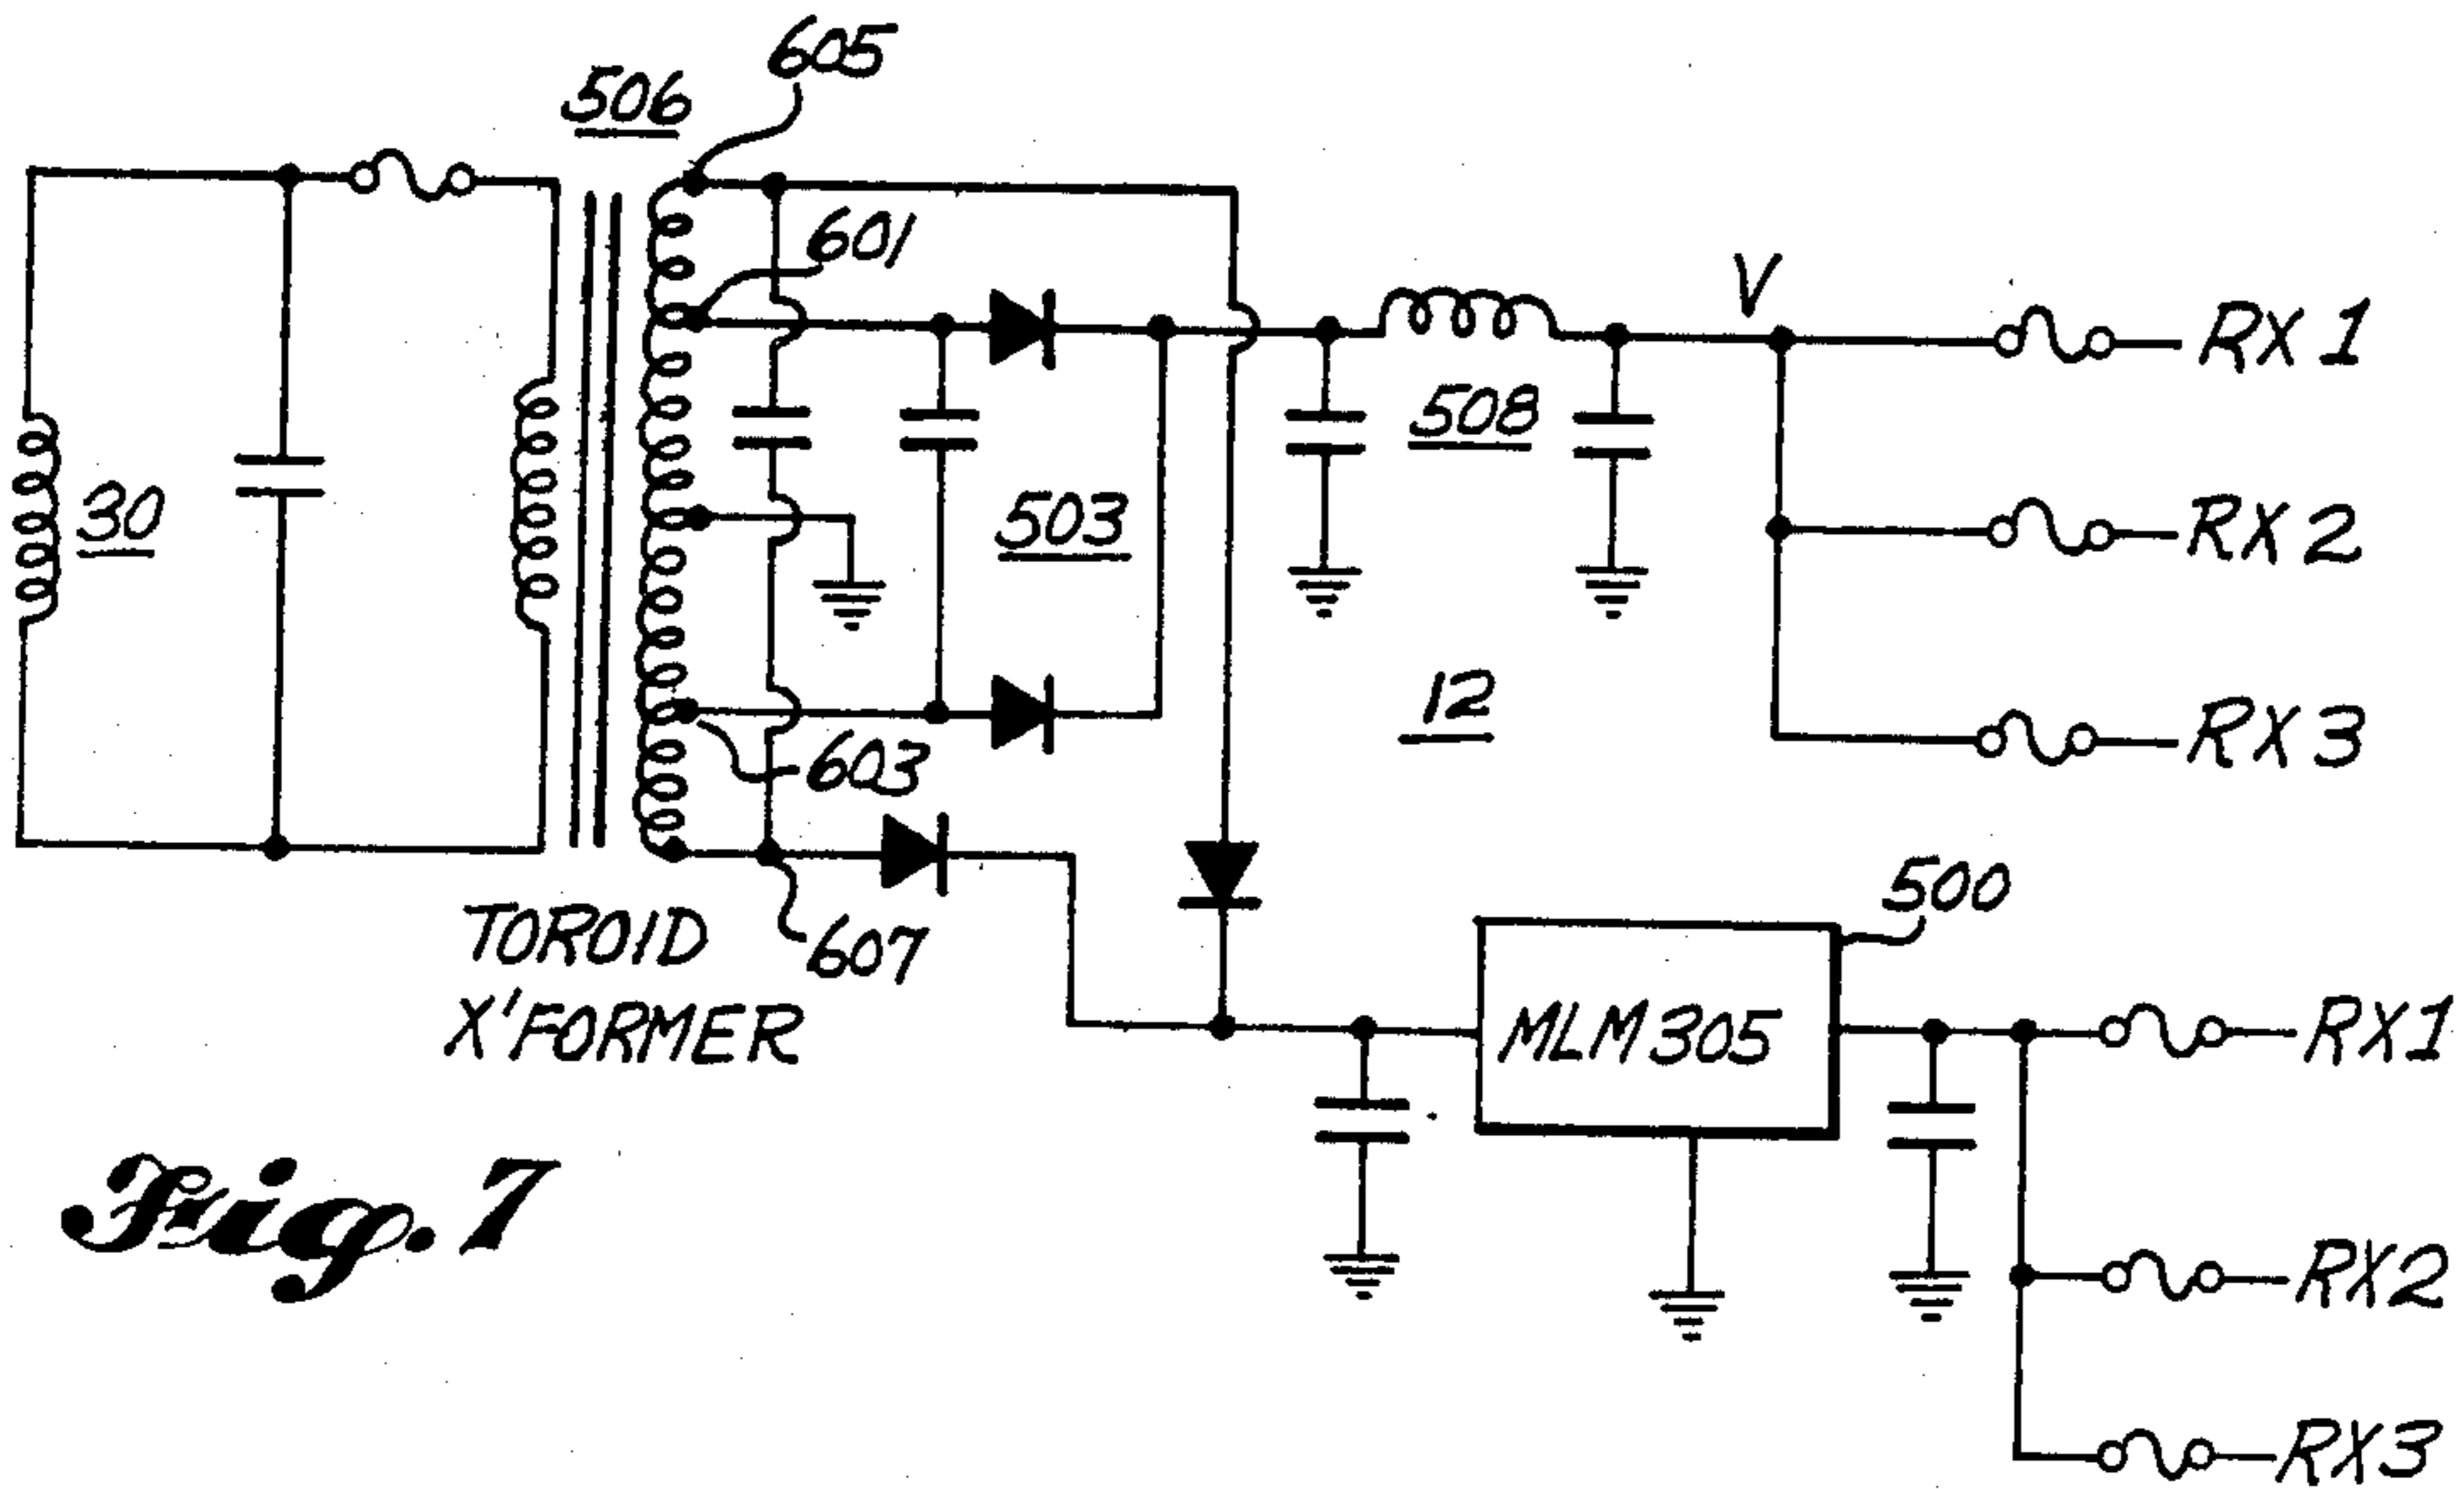 605
506
601
V
RX 1
30
508
503
RX 2
12
RX 3
603
500
TOROID
X'FORMER
607
MLM 305
RX1
Fig. 7
RX2
RX3